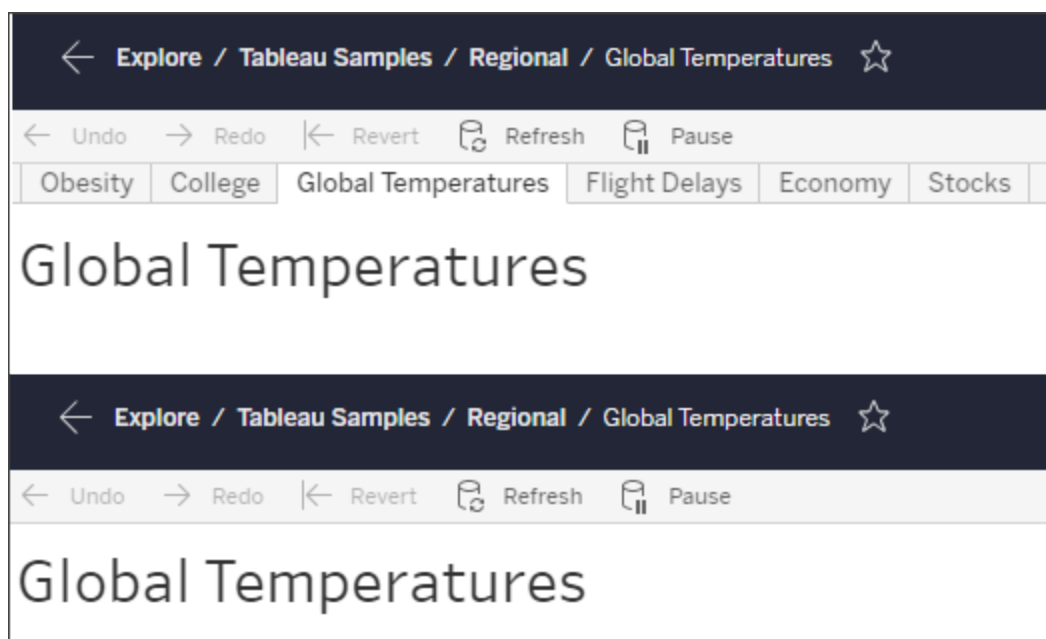 Explore / Tableau Samples / Regional / Global Temperatures
Undo Redo Revert Refresh Pause
Obesity College Global Temperatures Flight Delays Economy Stocks
Global Temperatures
Explore / Tableau Samples / Regional / Global Temperatures
Undo Redo Revert Refresh Pause
Global Temperatures